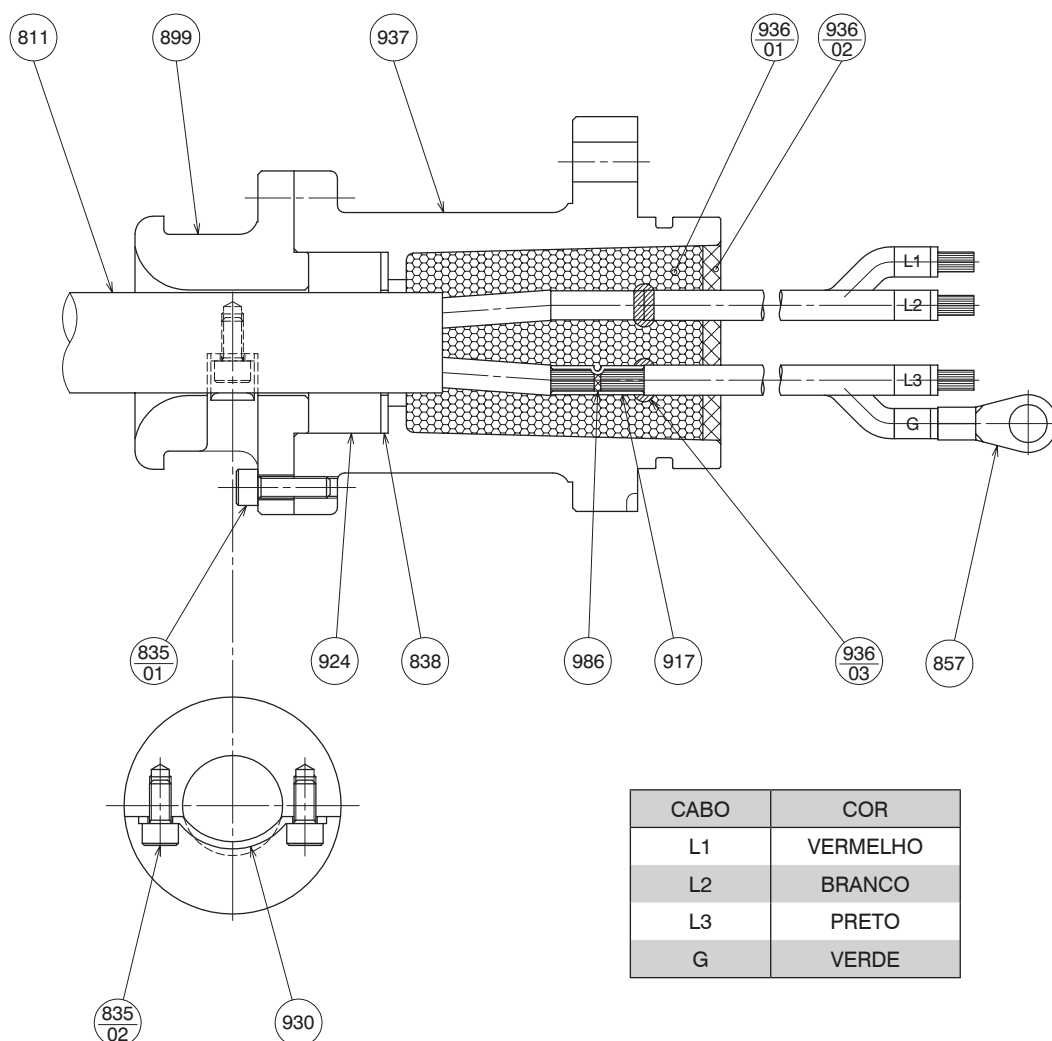 811
899
937
936
01
936
02
L1
L2
L3
G
835
01
924
838
986
917
936
03
857
835
02
930
CABO COR
L1 VERMELHO
L2 BRANCO
L3 PRETO
G VERDE